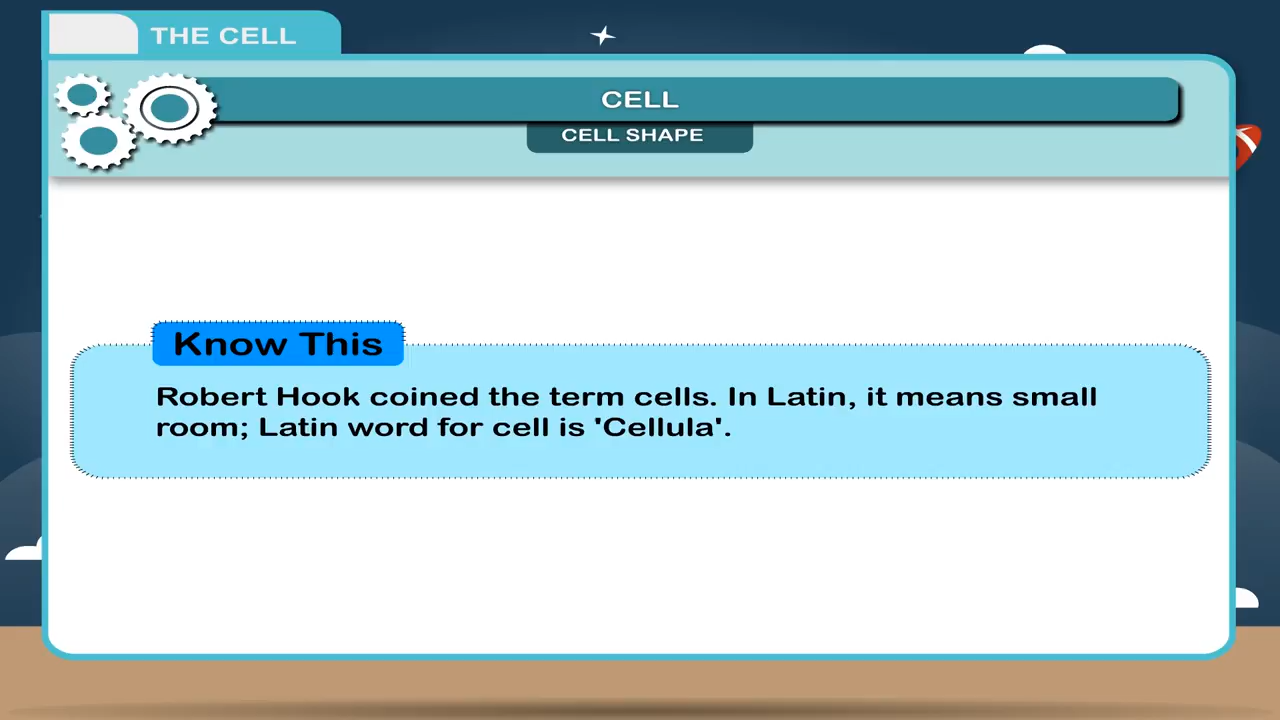 THE CELL
CELL
CELL SHAPE
Know This
Robert Hook coined the term cells. In Latin, it means small
room; Latin word for cell is 'Cellula'.